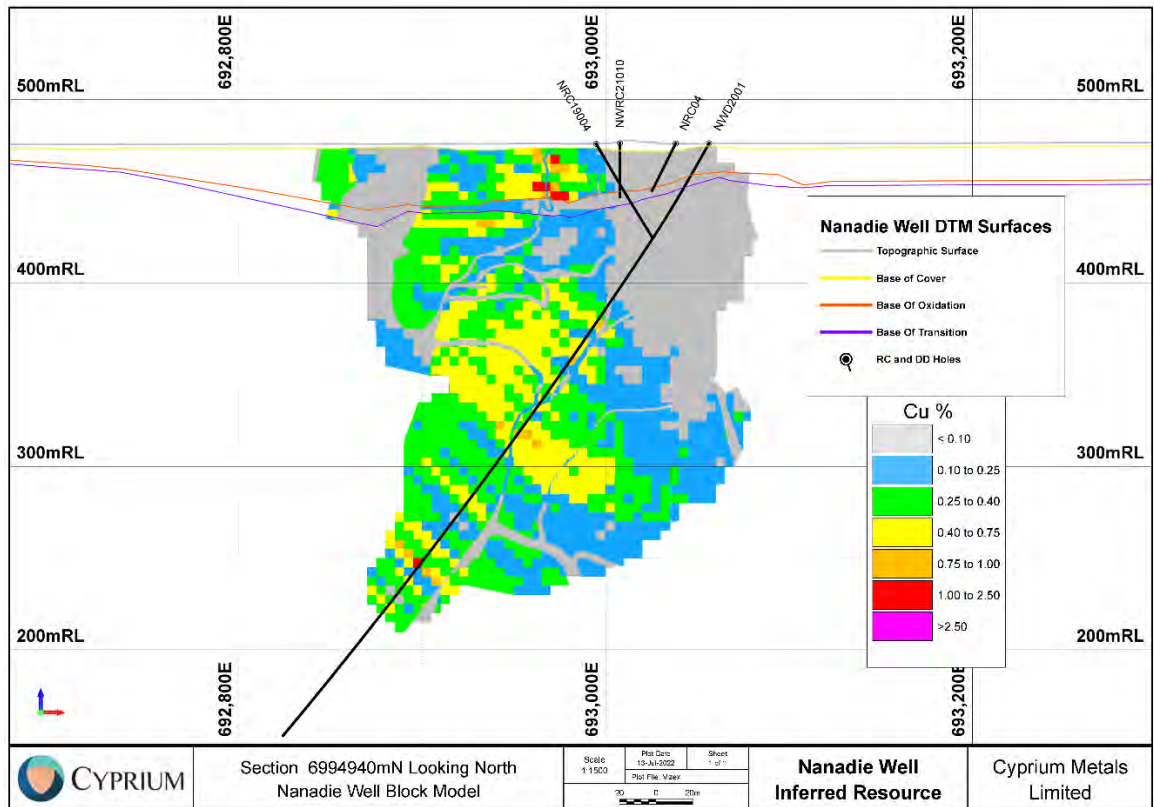 692,800E
693,000E
693,200E
500mRL
500mRL
NRC19004
NWRC21010
NRC04
NWD2001
Nanadie Well DTM Surfaces
Topographic Surface
Base of Cover
Base Of Oxidation
Base Of Transition
RC and DD Holes
400mRL
400mRL
Cu %
< 0.10
0.10 to 0.25
0.25 to 0.40
0.40 to 0.75
0.75 to 1.00
1.00 to 2.50
>2.50
300mRL
300mRL
200mRL
200mRL
692,800E
693,000E
693,200E
CYPRIUM
Section 6994940mN Looking North
Nanadie Well Block Model
Scale
1:1500
Plot Date
13-Jul-2022
Sheet
1 of 1
Plot File:
20 0 20m
Nanadie Well
Inferred Resource
Cyprium Metals
Limited